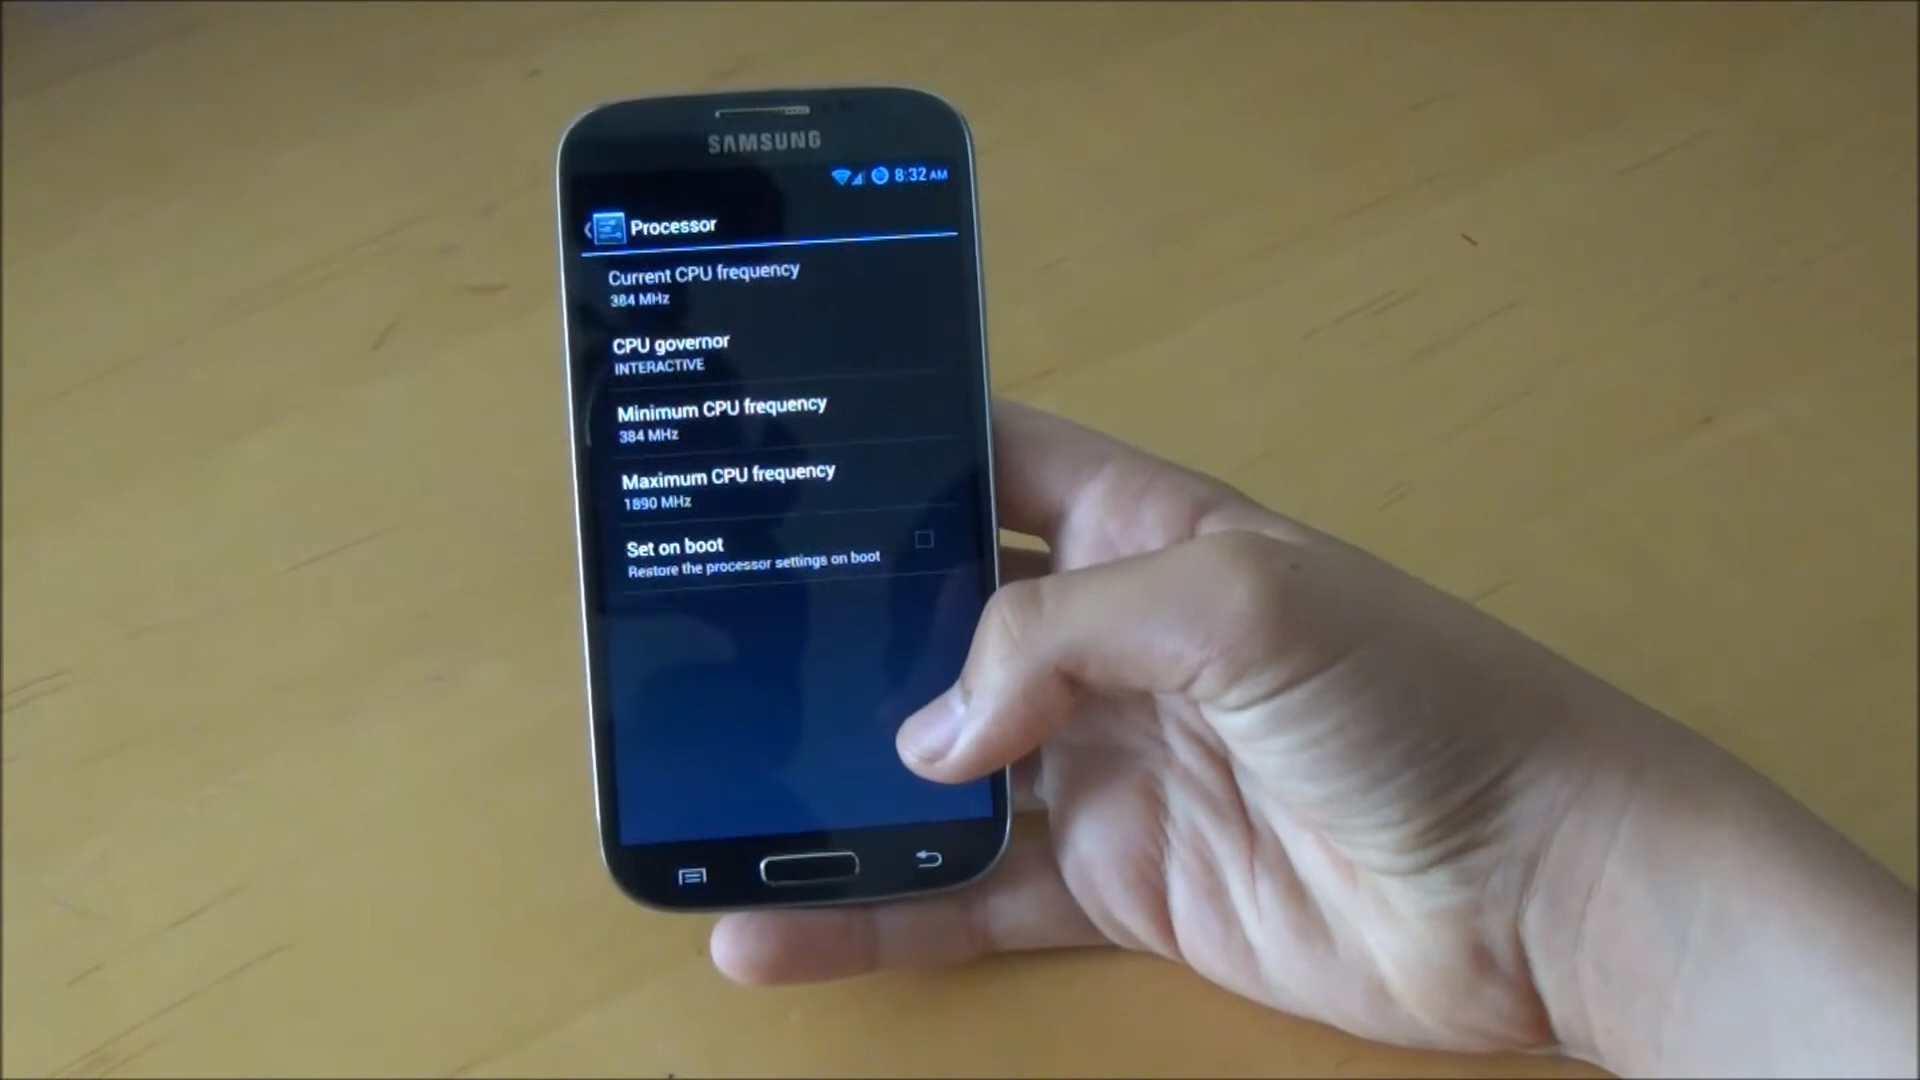 SAMSUNG
8:32 AM
Processor
Current CPU frequency
384 MHz
CPU governor
INTERACTIVE
Minimum CPU frequency
384 MHz
Maximum CPU frequency
1890 MHz
Set on boot
Restore the processor settings on boot